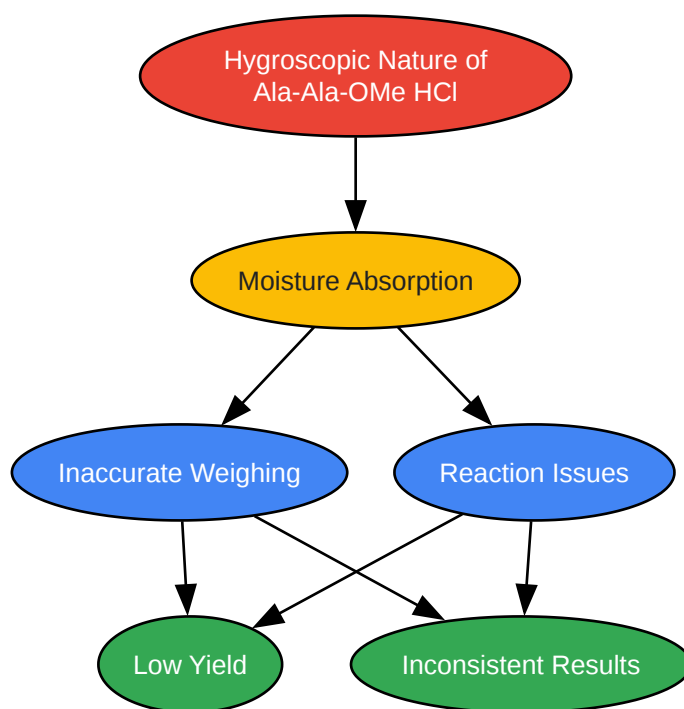 Hygroscopic Nature of
Ala-Ala-OMe HCl
Moisture Absorption
Inaccurate Weighing
Reaction Issues
Low Yield
Inconsistent Results